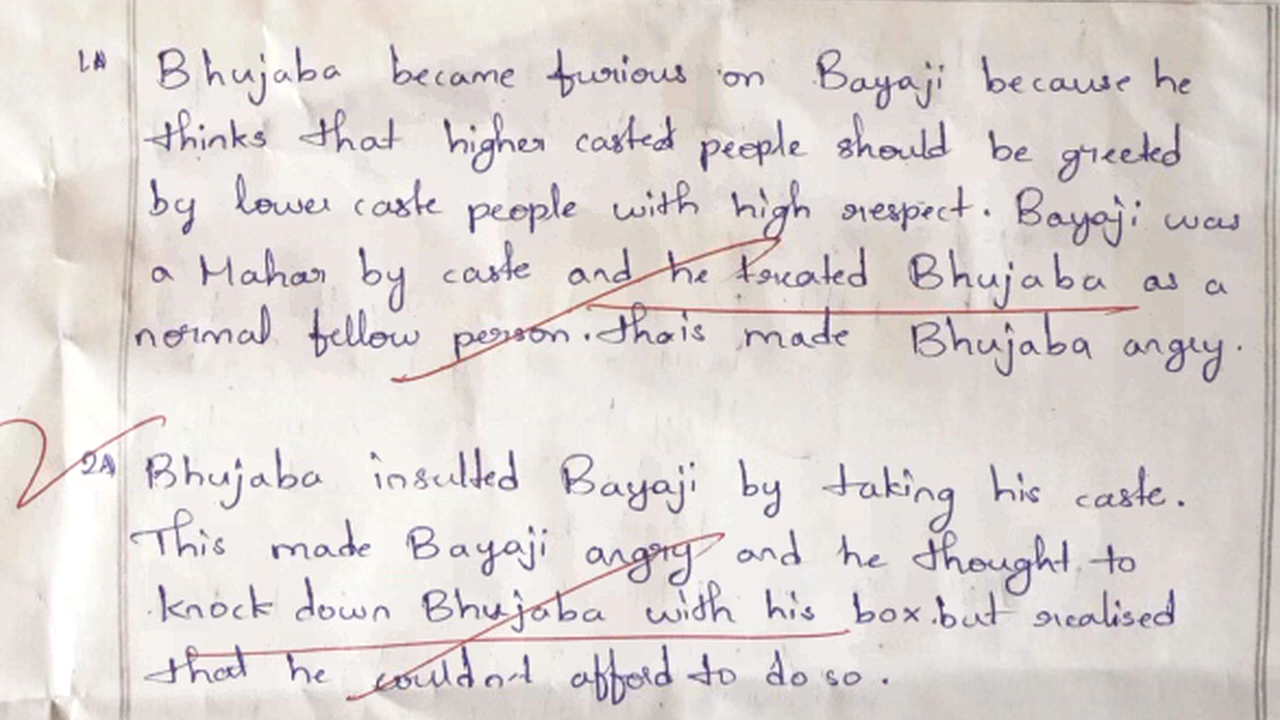 1A Bhujaba became furious on Bayaji because he
thinks that higher casted people should be greeted
by lower caste people with high respect. Bayaji was
a Mahar by caste and he treated Bhujaba as a
normal fellow person. thais made Bhujaba angry.
2A Bhujaba insulted Bayaji by taking his caste.
This made Bayaji angry and he thought to
knock down Bhujaba with his box. but realised
that he couldn't afford to do so.